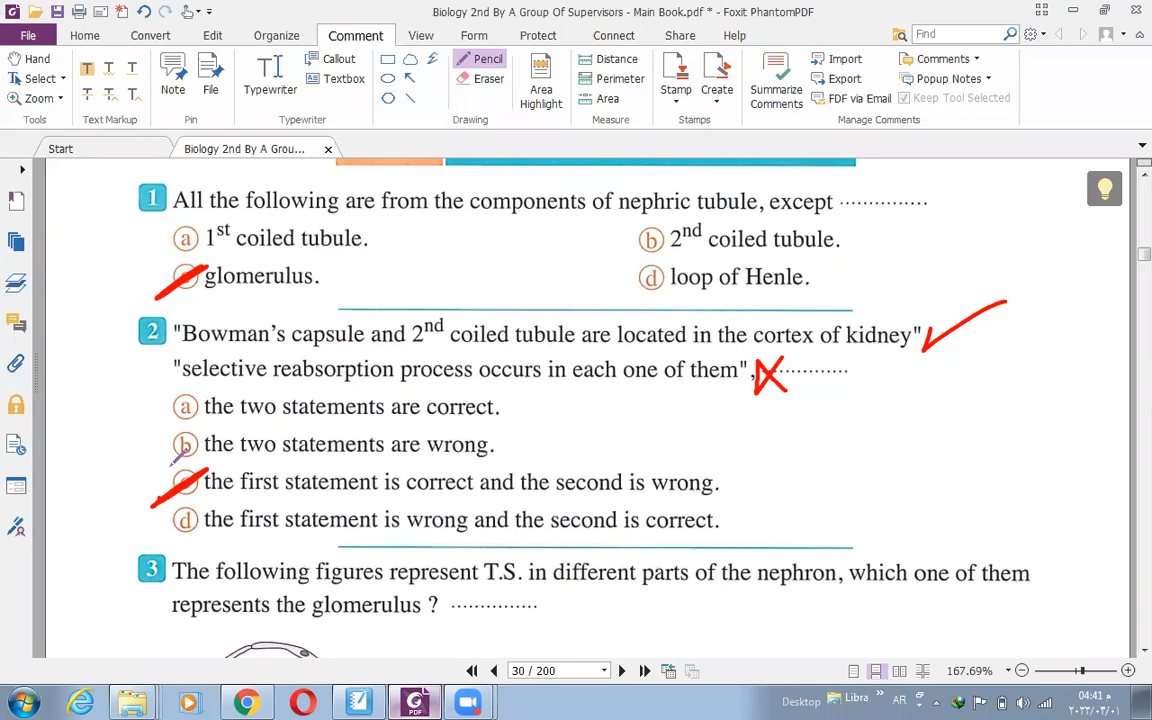 Biology 2nd By A Group Of Supervisors - Main Book.pdf * - Foxit PhantomPDF
File Home Convert Edit Organize Comment View Form Protect Connect Share Help Find
Hand Select Zoom Tools
T T T T T T Text Markup
Note File Pin
Typewriter Callout Textbox Typewriter
Pencil Eraser Drawing
Area Highlight
Distance Perimeter Area Measure
Stamp Create Stamps
Summarize Comments Import Export FDF via Email Comments Popup Notes Keep Tool Selected Manage Comments
Start Biology 2nd By A Grou... ×
1 All the following are from the components of nephric tubule, except ...............
a 1st coiled tubule. b 2nd coiled tubule.
glomerulus. d loop of Henle.
2 "Bowman's capsule and 2nd coiled tubule are located in the cortex of kidney"
"selective reabsorption process occurs in each one of them", ...............
a the two statements are correct.
b the two statements are wrong.
the first statement is correct and the second is wrong.
d the first statement is wrong and the second is correct.
3 The following figures represent T.S. in different parts of the nephron, which one of them
represents the glomerulus ? ...............
30 / 200 167.69%
Desktop Libra » AR م 04:41
٢٠٢٢/٠٣/٠١